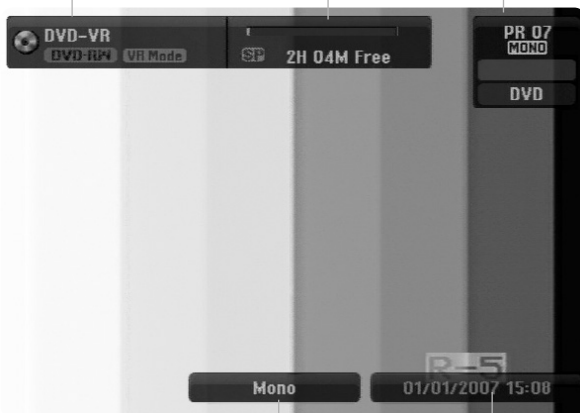 DVD-VR
DVD-RW VR Mode
SP 2H 04M Free
PR 07
MONO
DVD
R-5
Mono
01/01/2007 15:08